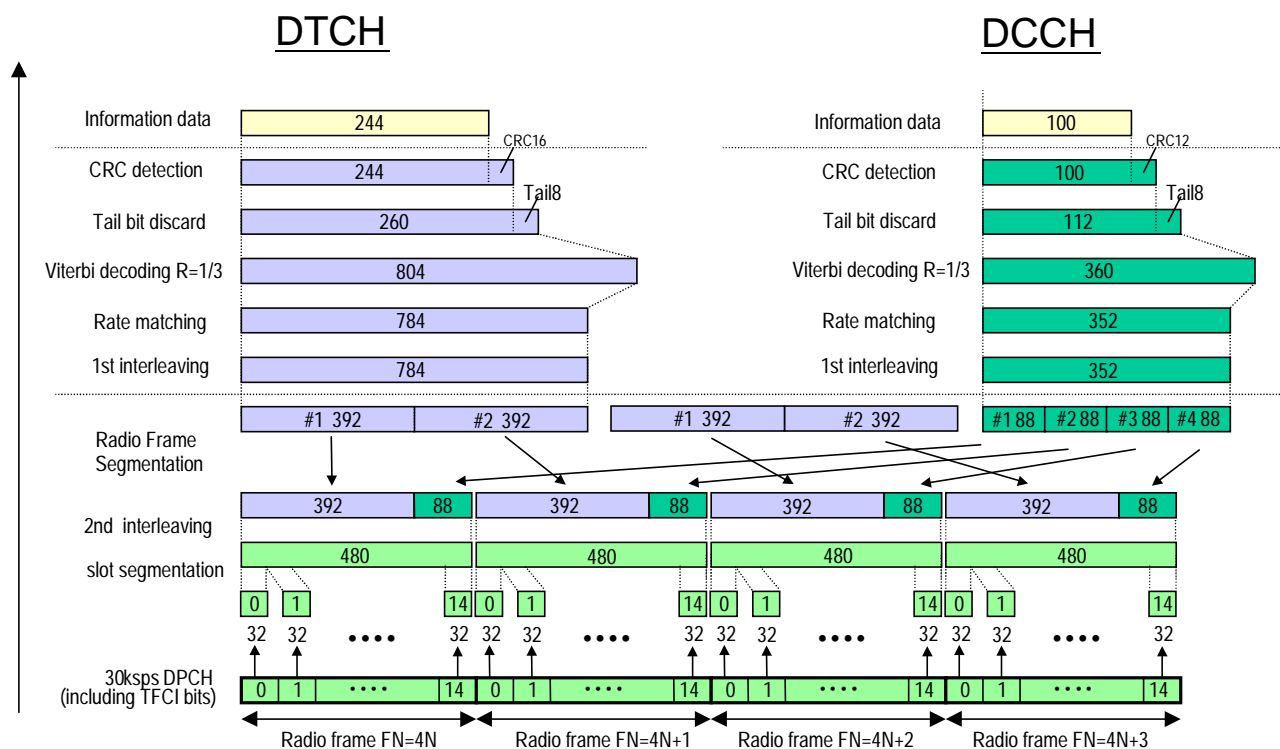 DTCH DCCH
Information data 244 Information data 100
CRC16 CRC12
CRC detection 244 CRC detection 100
Tail8 Tail8
Tail bit discard 260 Tail bit discard 112
Viterbi decoding R=1/3 804 Viterbi decoding R=1/3 360
Rate matching 784 Rate matching 352
1st interleaving 784 1st interleaving 352
#1 392 #2 392 #1 392 #2 392 #1 88 #2 88 #3 88 #4 88
Radio Frame
Segmentation
392 88 392 88 392 88 392 88
2nd interleaving
480 480 480 480
slot segmentation
0 1 14 0 1 14 0 1 14 0 1 14
32 32 •••• 32 32 32 •••• 32 32 32 •••• 32 32 32 •••• 32
30ksps DPCH
(including TFCI bits)
0 1 •••• 14 0 1 •••• 14 0 1 •••• 14 0 1 •••• 14
Radio frame FN=4N Radio frame FN=4N+1 Radio frame FN=4N+2 Radio frame FN=4N+3